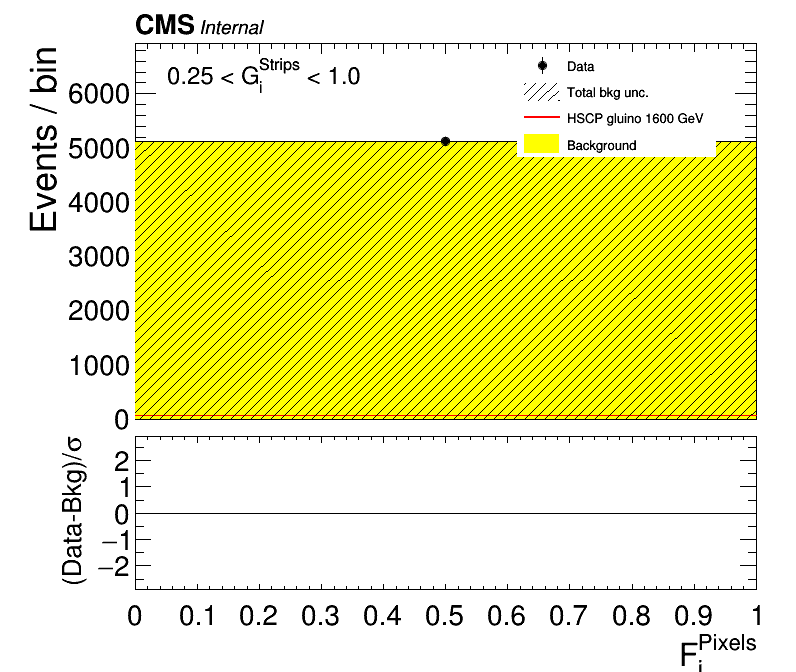 CMS Internal
0.25 < G_i^Strips < 1.0
Data
Total bkg unc.
HSCP gluino 1600 GeV
Background
Events / bin
6000
5000
4000
3000
2000
1000
0
(Data-Bkg)/σ
2
1
0
−1
−2
0 0.1 0.2 0.3 0.4 0.5 0.6 0.7 0.8 0.9 1
F_i^Pixels